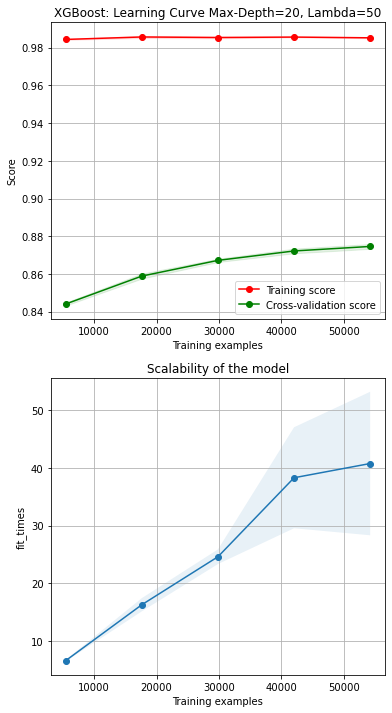 XGBoost: Learning Curve Max-Depth=20, Lambda=50
0.98
0.96
0.94
0.92
0.90
0.88
0.86
0.84
Score
Training score
Cross-validation score
10000 20000 30000 40000 50000
Training examples
Scalability of the model
50
40
30
20
10
fit_times
10000 20000 30000 40000 50000
Training examples